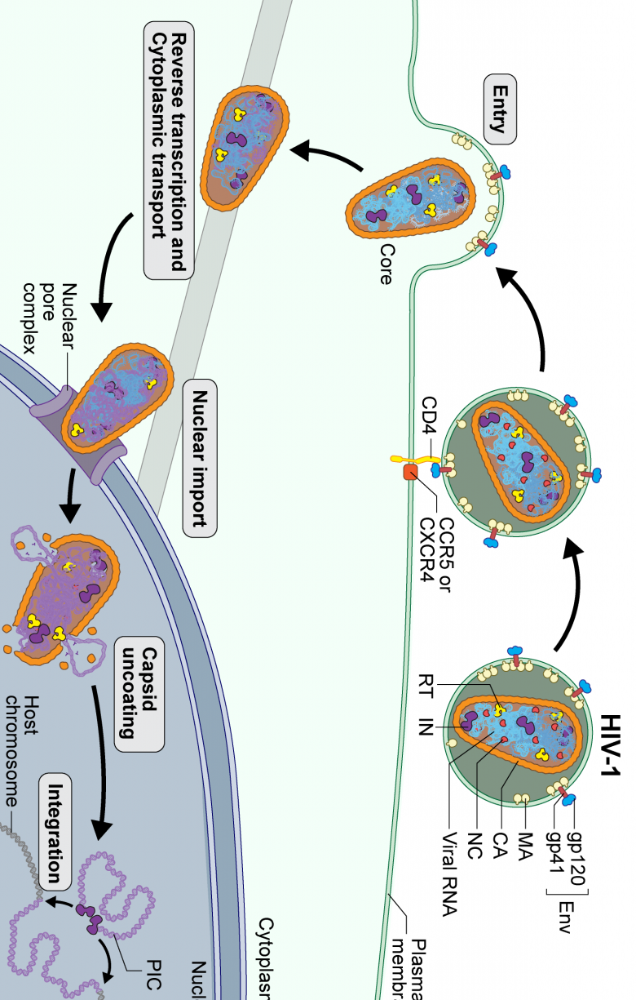 HIV-1
gp120
gp41
Env
MA
CA
NC
Viral RNA
RT
IN
CD4
CCR5 or
CXCR4
Entry
Core
Plasma
Reverse transcription and
Cytoplasmic transport
Nuclear import
Nuclear
pore
complex
Capsid
uncoating
Host
chromosome
Integration
PIC